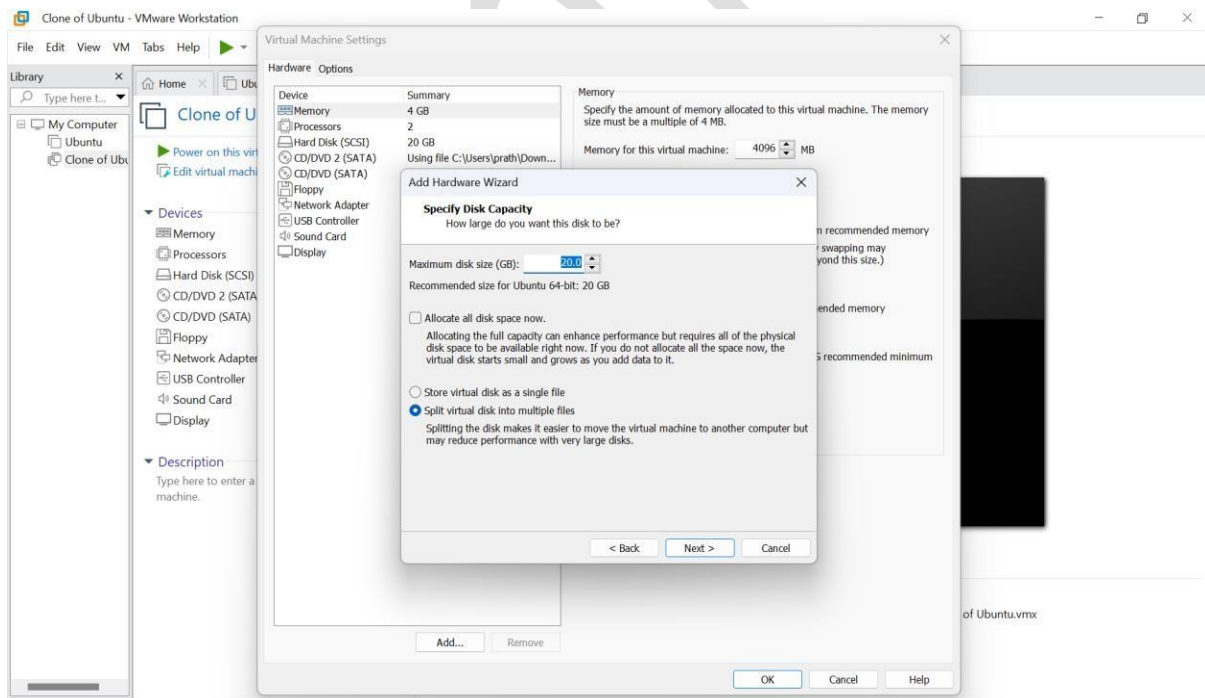 Clone of Ubuntu - VMware Workstation
File Edit View VM Tabs Help
Library
Type here t...
My Computer
Ubuntu
Clone of Ubu
Home
Ubu
Clone of U
Power on this virt
Edit virtual machi
Devices
Memory
Processors
Hard Disk (SCSI)
CD/DVD 2 (SATA
CD/DVD (SATA)
Floppy
Network Adapter
USB Controller
Sound Card
Display
Description
Type here to enter a
machine.
Virtual Machine Settings
Hardware Options
Device Summary
Memory 4 GB
Processors 2
Hard Disk (SCSI) 20 GB
CD/DVD 2 (SATA) Using file C:\Users\prath\Down...
CD/DVD (SATA)
Floppy
Network Adapter
USB Controller
Sound Card
Display
Add... Remove
Memory
Specify the amount of memory allocated to this virtual machine. The memory
size must be a multiple of 4 MB.
Memory for this virtual machine: 4096 MB
recommended memory
swapping may
yond this size.)
ended memory
recommended minimum
Add Hardware Wizard
Specify Disk Capacity
How large do you want this disk to be?
Maximum disk size (GB): 20.0
Recommended size for Ubuntu 64-bit: 20 GB
Allocate all disk space now.
Allocating the full capacity can enhance performance but requires all of the physical
disk space to be available right now. If you do not allocate all the space now, the
virtual disk starts small and grows as you add data to it.
Store virtual disk as a single file
Split virtual disk into multiple files
Splitting the disk makes it easier to move the virtual machine to another computer but
may reduce performance with very large disks.
< Back Next > Cancel
of Ubuntu.vmx
OK Cancel Help